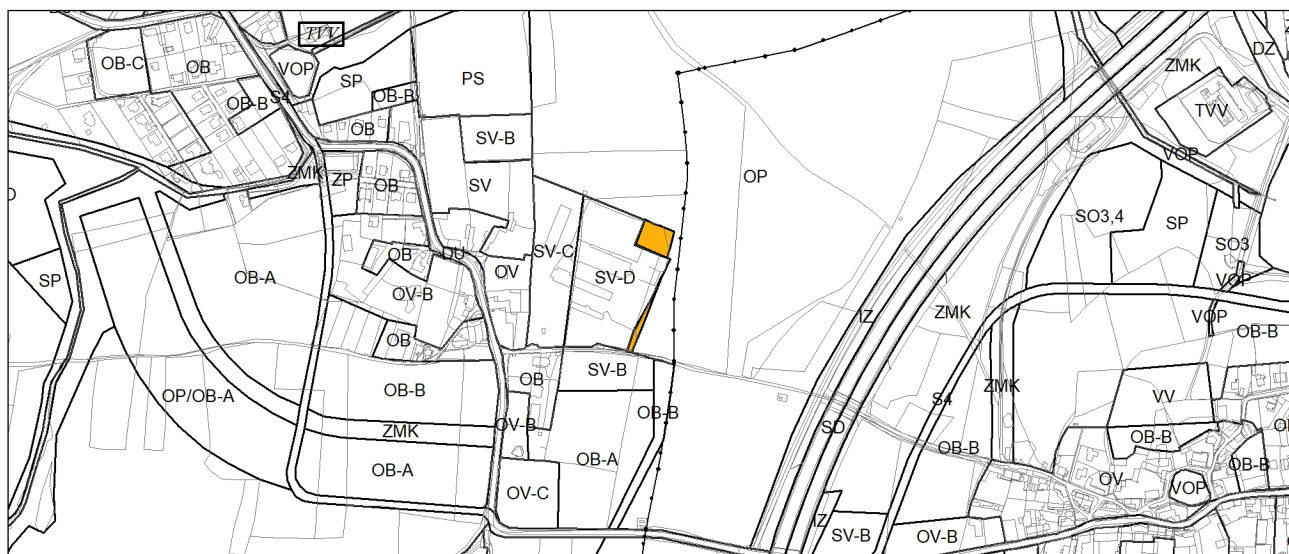 TVV
OB-C
OB
VOP
SP
PS
ZMK
DZ
OB-B
S4
OB-B
TVV
OB
SV-B
VOP
ZMK
ZP
OB
SV
OP
SO3,4
SP
SO3
OB
DU
OV
SV-C
SV-D
SP
OB-A
OV-B
VOP
ZMK
IZ
VOP
OB
OB-B
SV-B
OP/OB-A
OB-B
OB
ZMK
S4
VV
OB-B
ZMK
OV-B
SD
OB-B
OB-B
OB-A
OB-A
OV
OB-B
OV-C
VOP
IZ
SV-B
OV-B